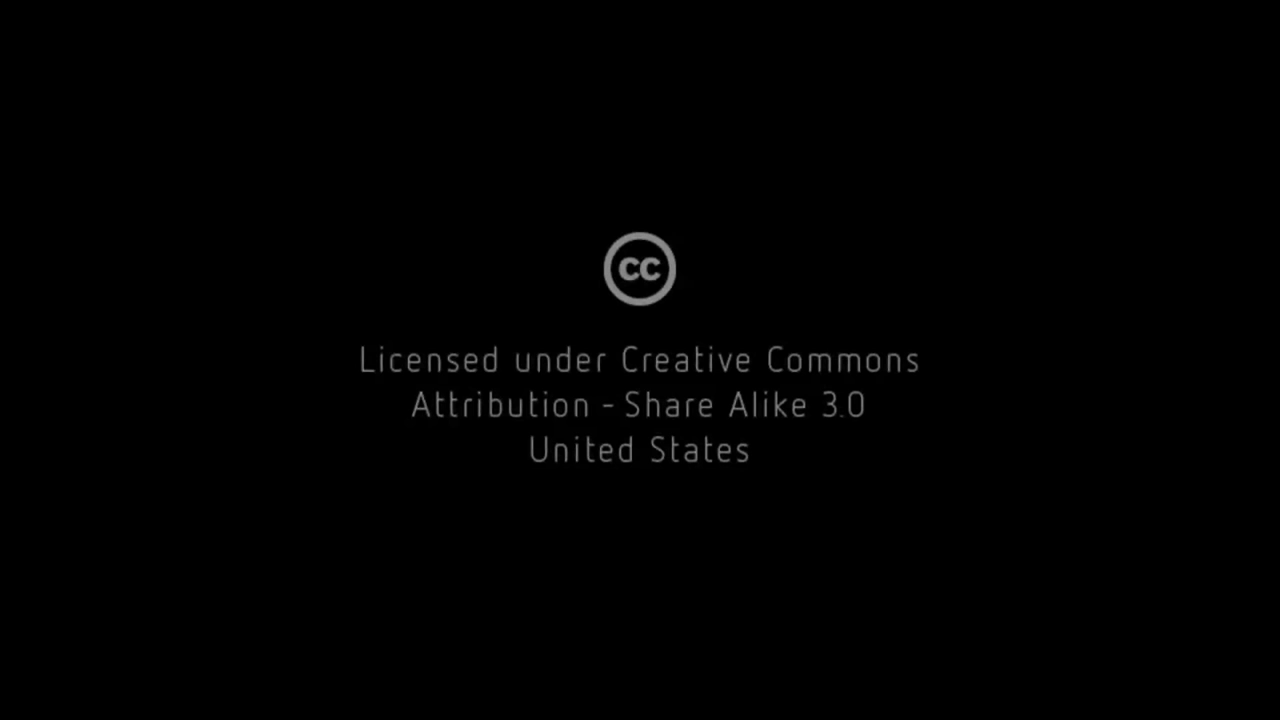 cc
Licensed under Creative Commons
Attribution - Share Alike 3.0
United States